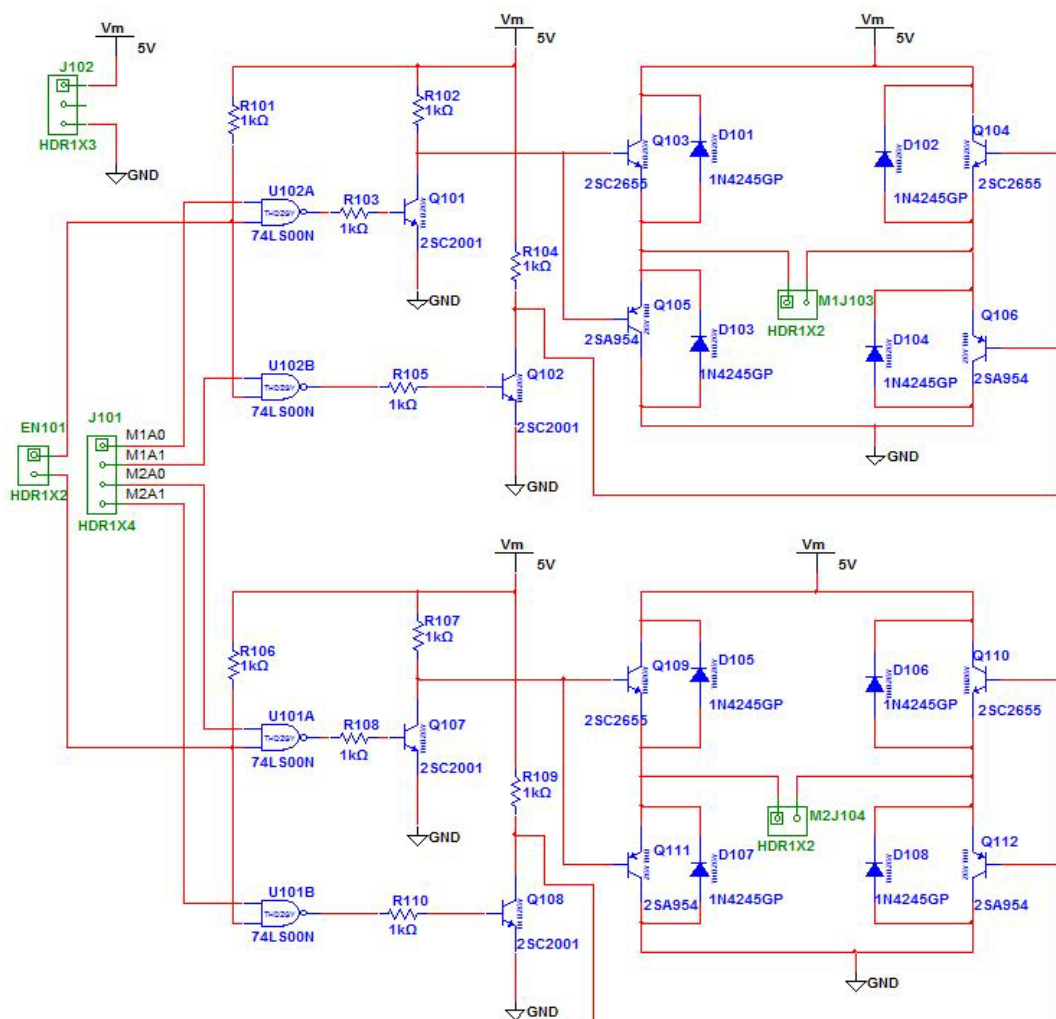 Vm
5V
J102
HDR1X3
GND
Vm
5V
R101
1kΩ
R102
1kΩ
U102A
74LS00N
R103
1kΩ
Q101
2SC2001
GND
R104
1kΩ
U102B
74LS00N
R105
1kΩ
Q102
2SC2001
GND
Vm
5V
Q103
2SC2655
D101
1N4245GP
D102
1N4245GP
Q104
2SC2655
Q105
2SA954
D103
1N4245GP
M1J103
HDR1X2
D104
1N4245GP
Q106
2SA954
GND
EN101
HDR1X2
J101
M1A0
M1A1
M2A0
M2A1
HDR1X4
Vm
5V
R106
1kΩ
R107
1kΩ
U101A
74LS00N
R108
1kΩ
Q107
2SC2001
GND
R109
1kΩ
U101B
74LS00N
R110
1kΩ
Q108
2SC2001
GND
Vm
5V
Q109
2SC2655
D105
1N4245GP
D106
1N4245GP
Q110
2SC2655
Q111
2SA954
D107
1N4245GP
M2J104
HDR1X2
D108
1N4245GP
Q112
2SA954
GND